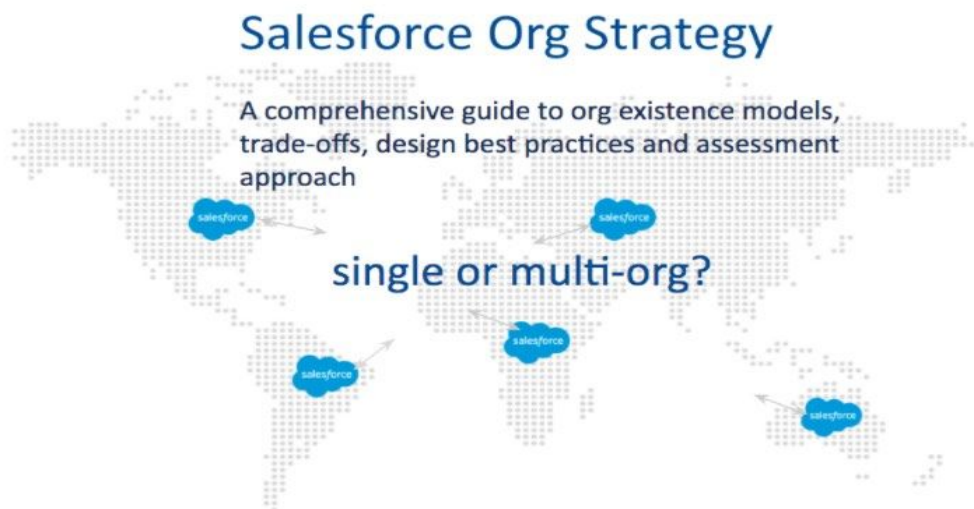 Salesforce Org Strategy
A comprehensive guide to org existence models,
trade-offs, design best practices and assessment
approach
salesforce
salesforce
single or multi-org?
salesforce
salesforce
salesforce